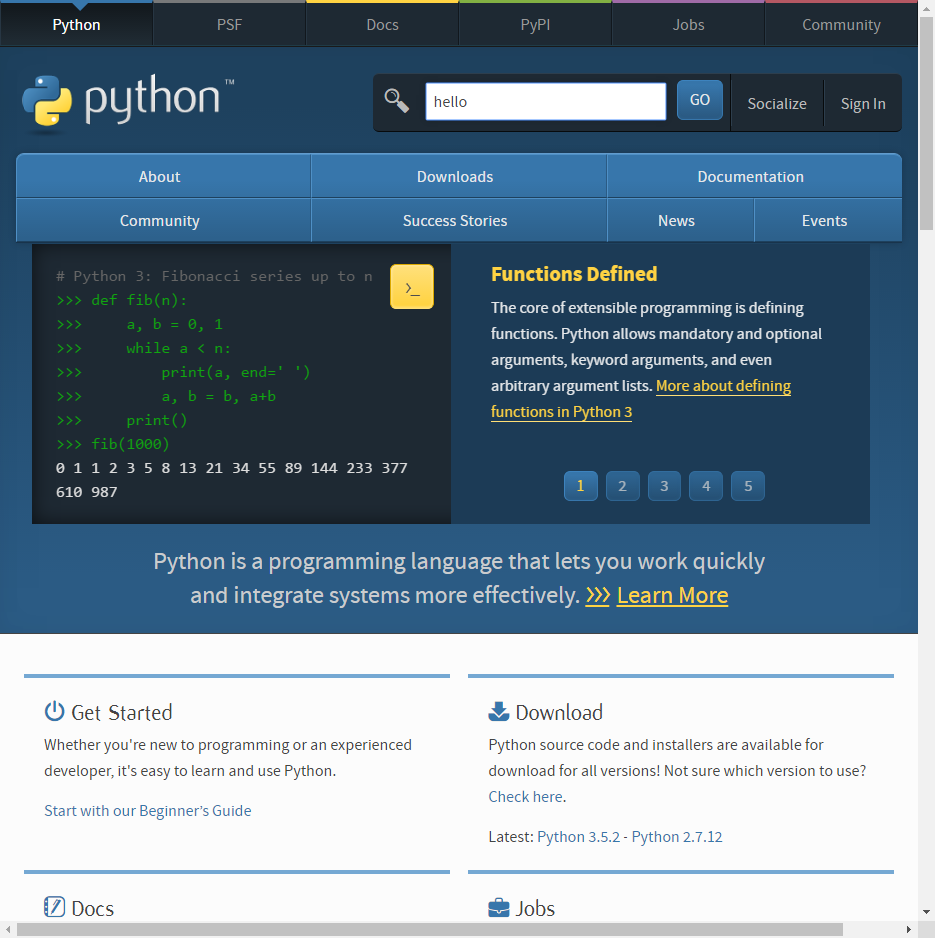 Python PSF Docs PyPI Jobs Community
python™ hello GO Socialize Sign In
About Downloads Documentation
Community Success Stories News Events
# Python 3: Fibonacci series up to n
>>> def fib(n):
>>>     a, b = 0, 1
>>>     while a < n:
>>>         print(a, end=' ')
>>>         a, b = b, a+b
>>>     print()
>>> fib(1000)
0 1 1 2 3 5 8 13 21 34 55 89 144 233 377
610 987
>_
Functions Defined
The core of extensible programming is defining
functions. Python allows mandatory and optional
arguments, keyword arguments, and even
arbitrary argument lists. More about defining
functions in Python 3
1 2 3 4 5
Python is a programming language that lets you work quickly
and integrate systems more effectively. >>> Learn More
Get Started
Whether you're new to programming or an experienced
developer, it's easy to learn and use Python.
Start with our Beginner's Guide
Download
Python source code and installers are available for
download for all versions! Not sure which version to use?
Check here.
Latest: Python 3.5.2 - Python 2.7.12
Docs
Jobs